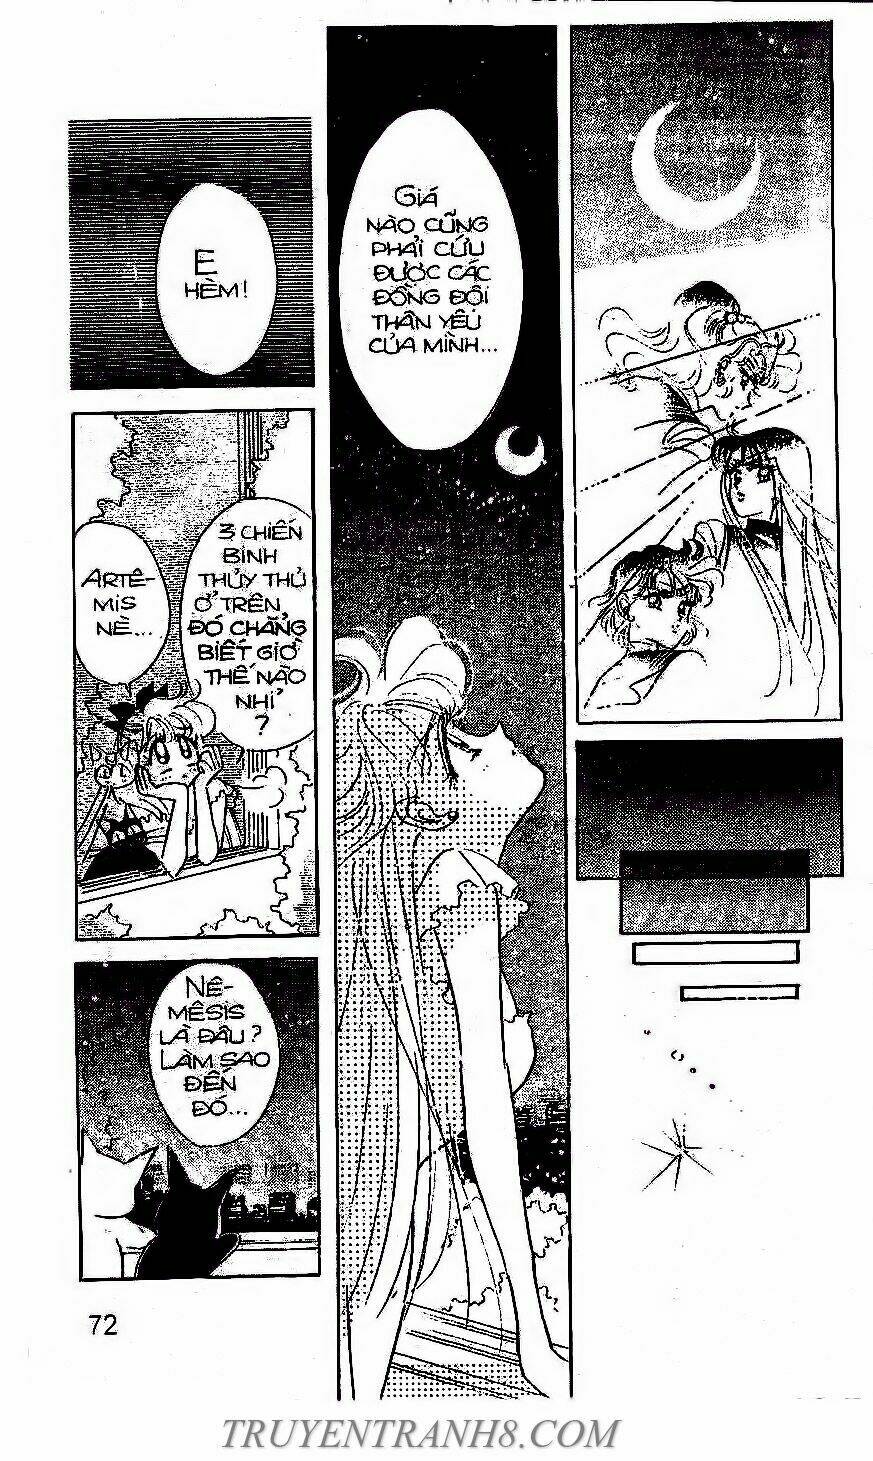 GIÁ
NÀO CŨNG
PHẢI CỨU
ĐƯỢC CÁC
ĐỒNG ĐỘI
THÂN YÊU
CỦA MÌNH...
E
HÈM!
3 CHIẾN
BINH
THỦY THỦ
Ở TRÊN
ĐÓ CHẲNG
BIẾT GIỜ
THẾ NÀO
NHỈ
?
ARTÊ-
MIS
NÈ...
NÊ-
MÊSIS
LÀ ĐÂU?
LÀM SAO
ĐẾN
ĐÓ...
72
TRUYENTRANH8.COM